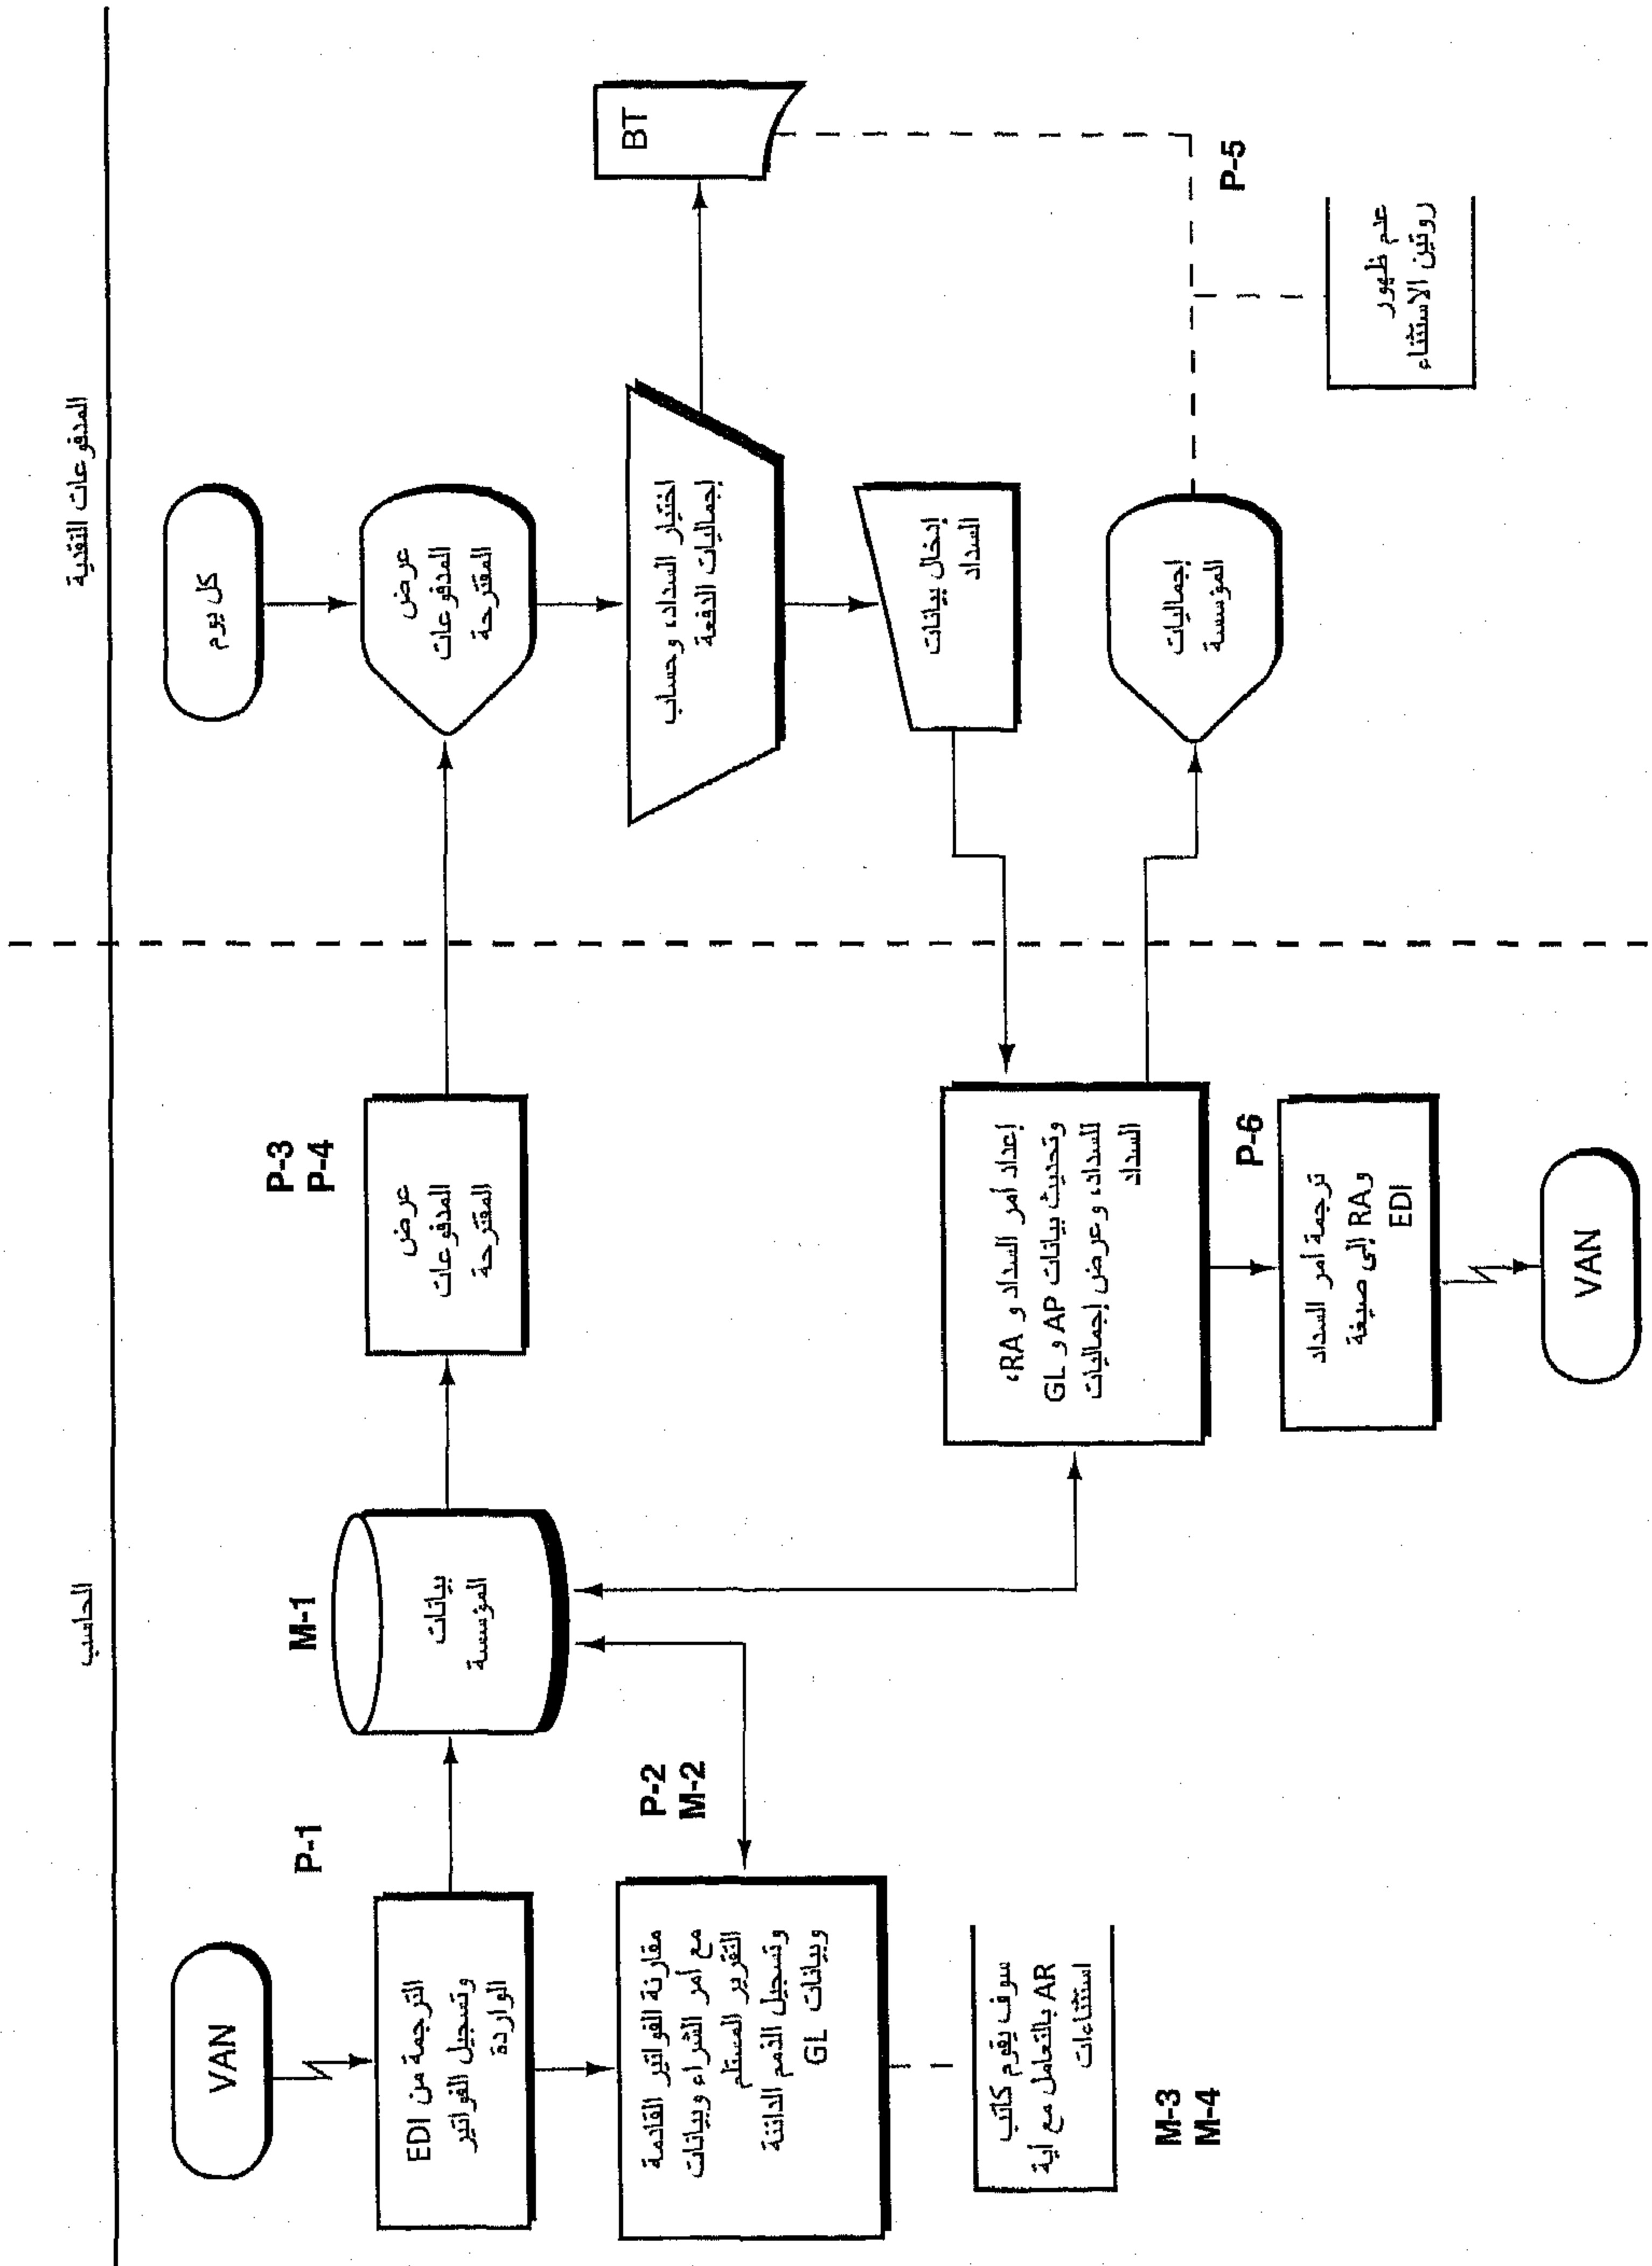 المدفوعات النقدية
الحاسب
VAN
الترجمة من EDI
وتسجيل الفواتير
الواردة
P-1
مقارنة الفواتير القادمة
مع أمر الشراء وبيانات
التقرير المستلم
وتسجيل الذمم الدائنة
وبيانات GL
P-2
M-2
سوف يقوم كاتب
AR بالتعامل مع أية
استثناءات
M-3
M-4
M-1
بيانات
المؤسسة
P-3
P-4
عرض
المدفوعات
المقترحة
إعداد أمر السداد و RA،
وتحديث بيانات AP و GL
للسداد، وعرض إجماليات
السداد
P-6
ترجمة أمر السداد
وRA إلى صيغة
EDI
VAN
كل يوم
عرض
المدفوعات
المقترحة
اختيار السداد، وحساب
إجماليات الدفعة
BT
إدخال بيانات
السداد
إجماليات
المؤسسة
P-5
عدم ظهور
روتين الاستثناء